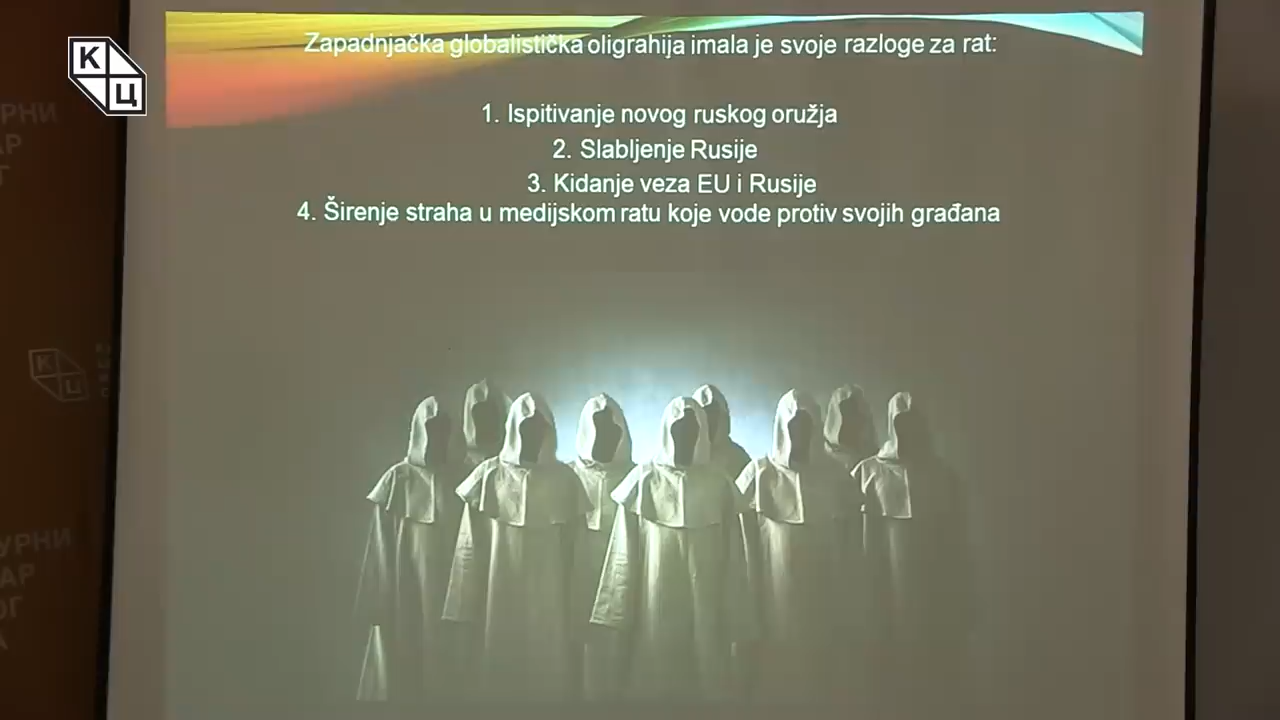 К
Ц
Zapadnjačka globalistička oligrahija imala je svoje razloge za rat:
1. Ispitivanje novog ruskog oružja
2. Slabljenje Rusije
3. Kidanje veza EU i Rusije
4. Širenje straha u medijskom ratu koje vode protiv svojih građana
К
Ц